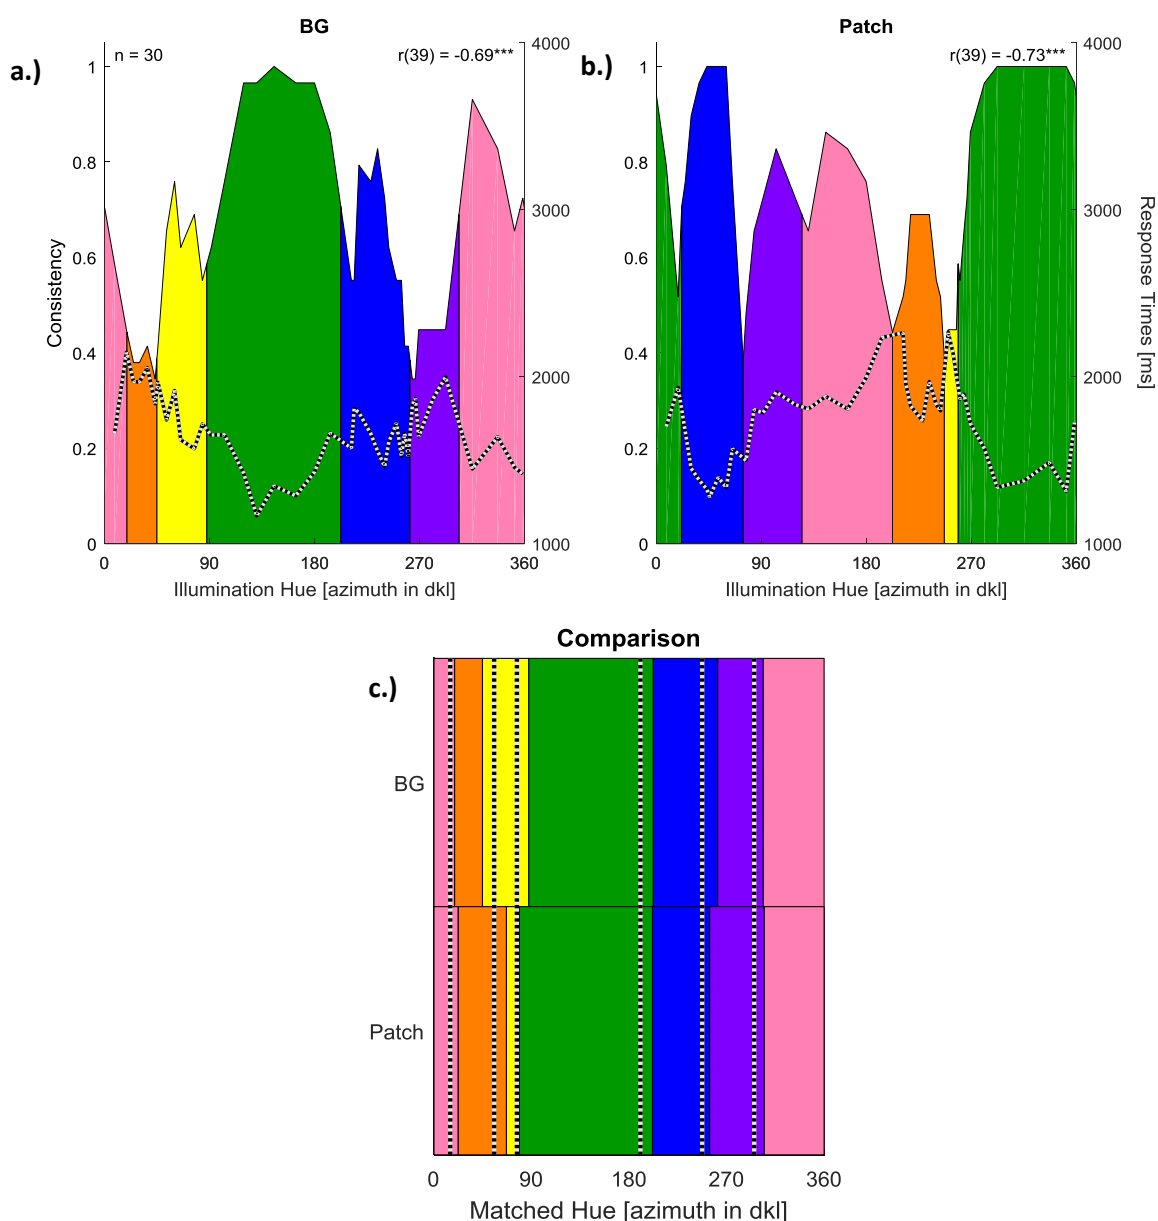 BG
a.)
n = 30
r(39) = -0.69***
4000
1
0.8
3000
0.6
Consistency
0.4
2000
0.2
0
1000
0
90
180
270
360
Illumination Hue [azimuth in dkl]
Patch
b.)
r(39) = -0.73***
4000
1
0.8
3000
0.6
Response Times [ms]
0.4
2000
0.2
0
1000
0
90
180
270
360
Illumination Hue [azimuth in dkl]
Comparison
c.)
BG
Patch
0
90
180
270
360
Matched Hue [azimuth in dkl]